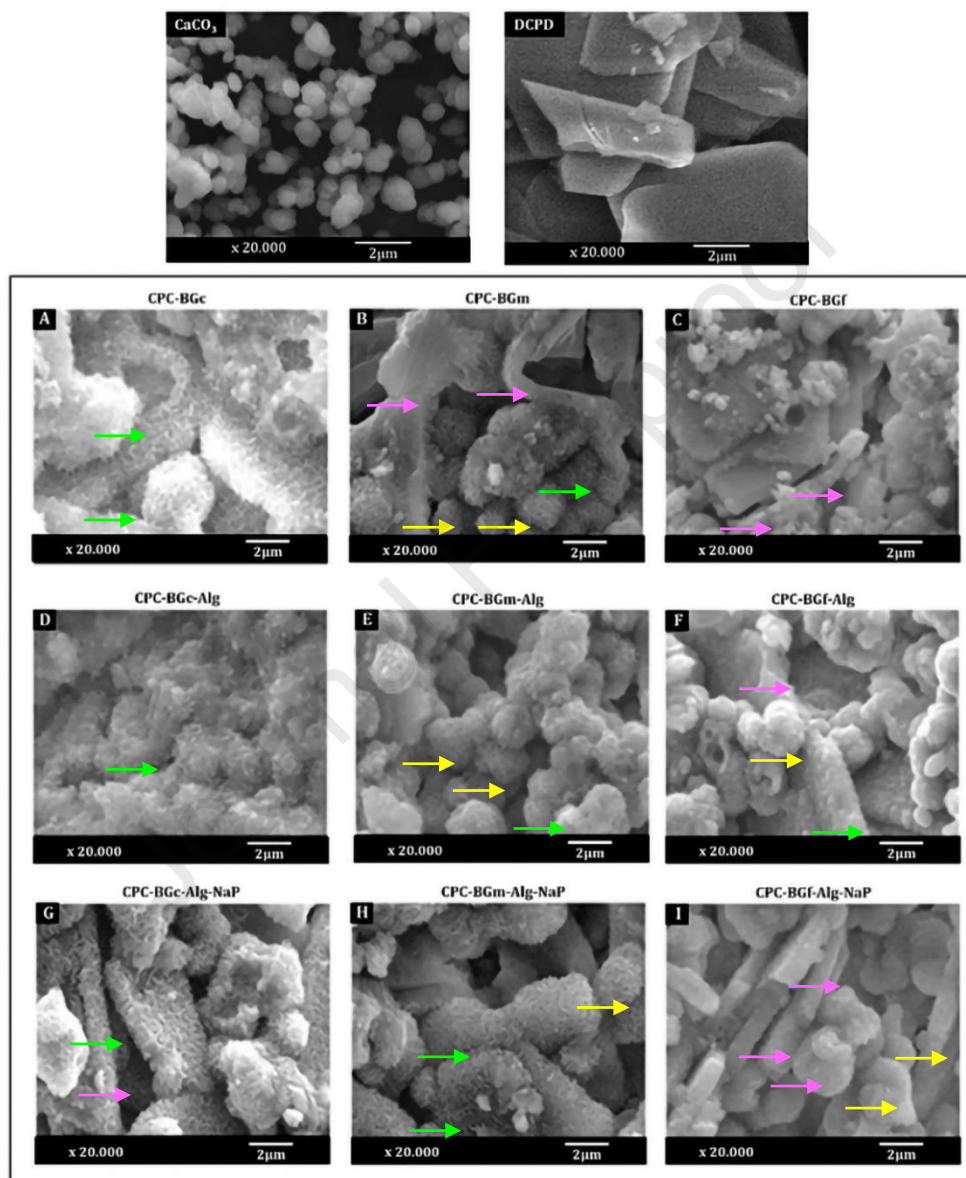 CaCO₃
DCPD
x 20.000 2µm
x 20.000 2µm
CPC-BGc
CPC-BGm
CPC-BGf
A
B
C
x 20.000 2µm
x 20.000 2µm
x 20.000 2µm
CPC-BGc-Alg
CPC-BGm-Alg
CPC-BGf-Alg
D
E
F
x 20.000 2µm
x 20.000 2µm
x 20.000 2µm
CPC-BGc-Alg-NaP
CPC-BGm-Alg-NaP
CPC-BGf-Alg-NaP
G
H
I
x 20.000 2µm
x 20.000 2µm
x 20.000 2µm